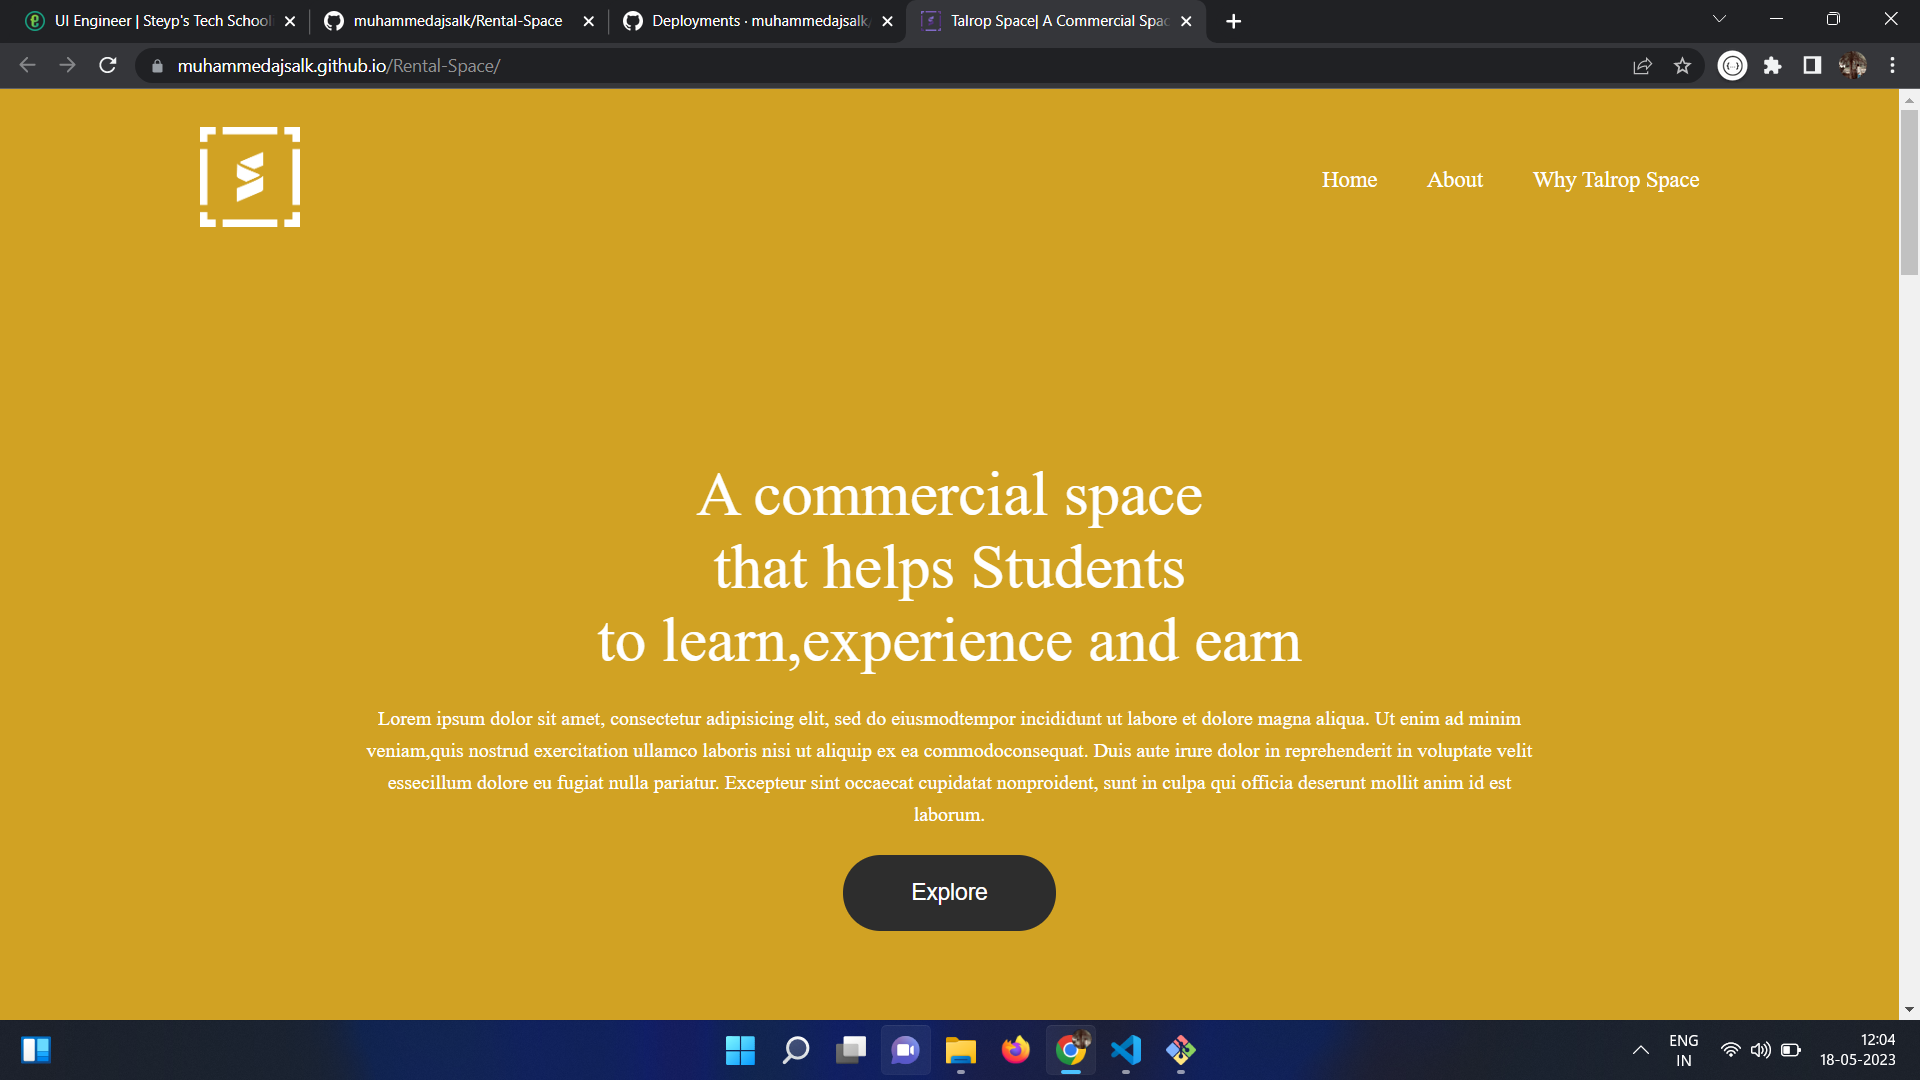 UI Engineer | Steyp's Tech Schooli
muhammedajsalk/Rental-Space
Deployments · muhammedajsalk/
Talrop Space| A Commercial Spac
muhammedajsalk.github.io/Rental-Space/
Home About Why Talrop Space
A commercial space
that helps Students
to learn,experience and earn
Lorem ipsum dolor sit amet, consectetur adipisicing elit, sed do eiusmodtempor incididunt ut labore et dolore magna aliqua. Ut enim ad minim
veniam,quis nostrud exercitation ullamco laboris nisi ut aliquip ex ea commodoconsequat. Duis aute irure dolor in reprehenderit in voluptate velit
essecillum dolore eu fugiat nulla pariatur. Excepteur sint occaecat cupidatat nonproident, sunt in culpa qui officia deserunt mollit anim id est
laborum.
Explore
ENG
IN
12:04
18-05-2023